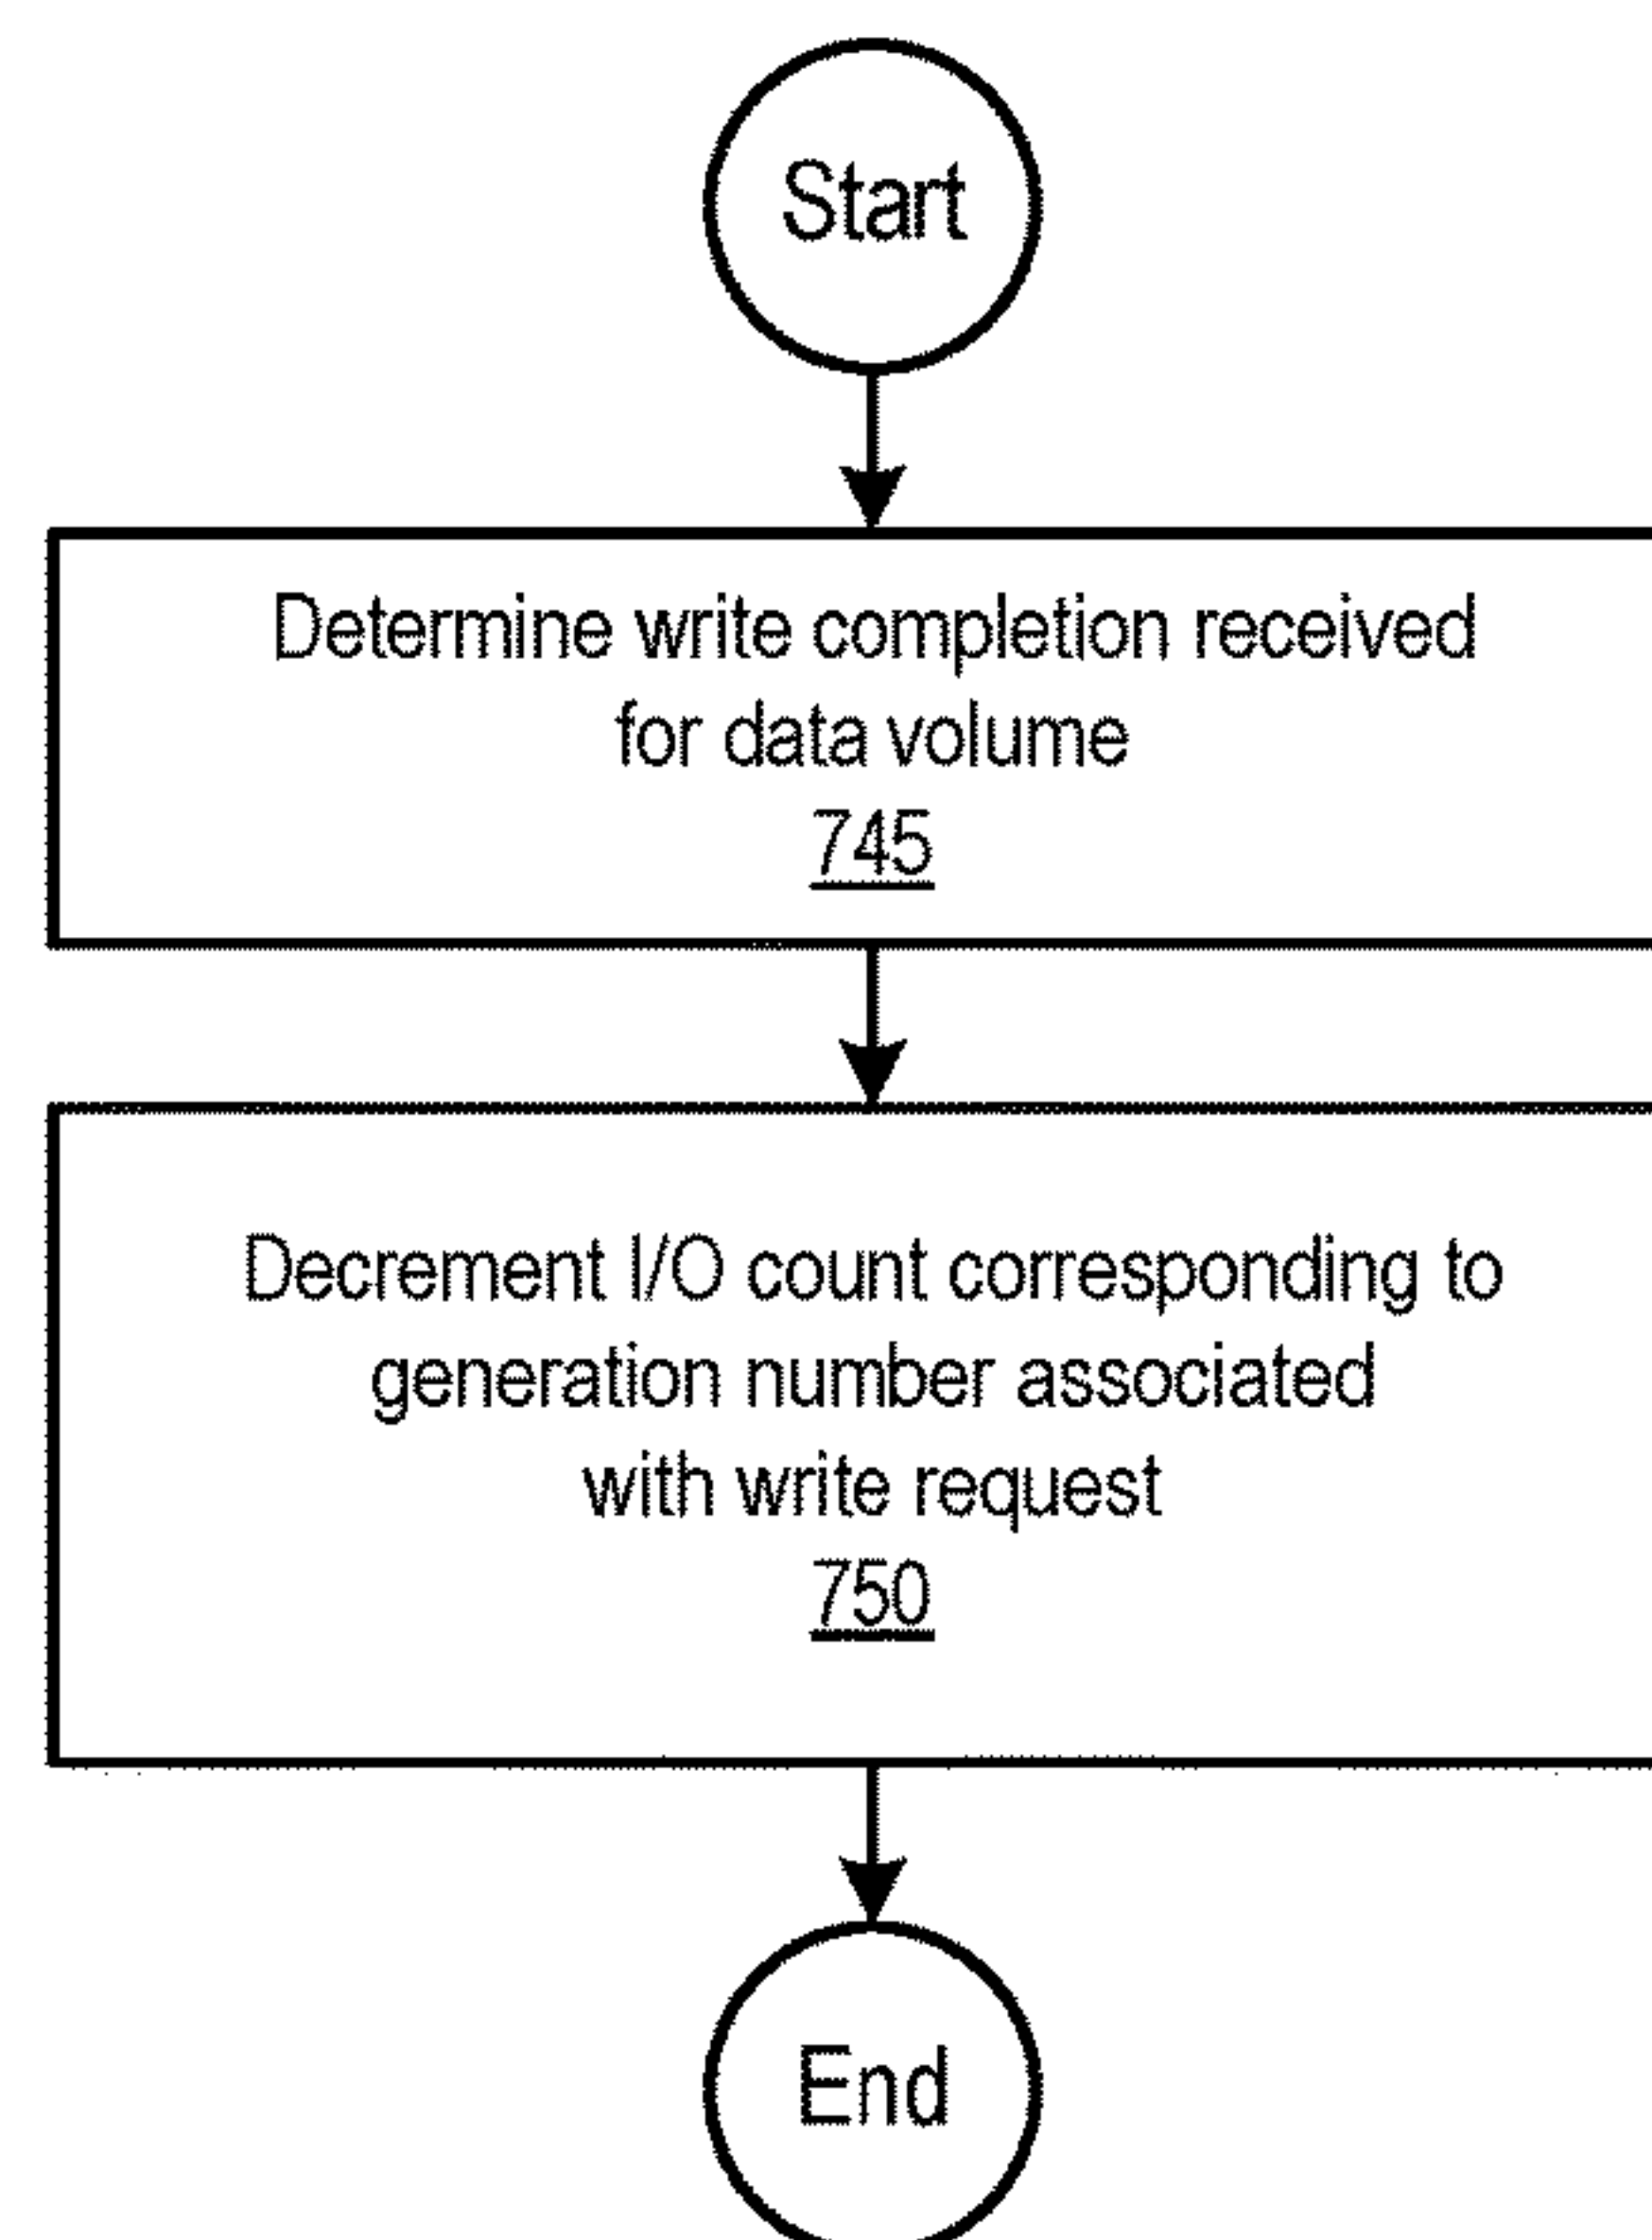 Start
Determine write completion received
for data volume
745
Decrement I/O count corresponding to
generation number associated
with write request
750
End